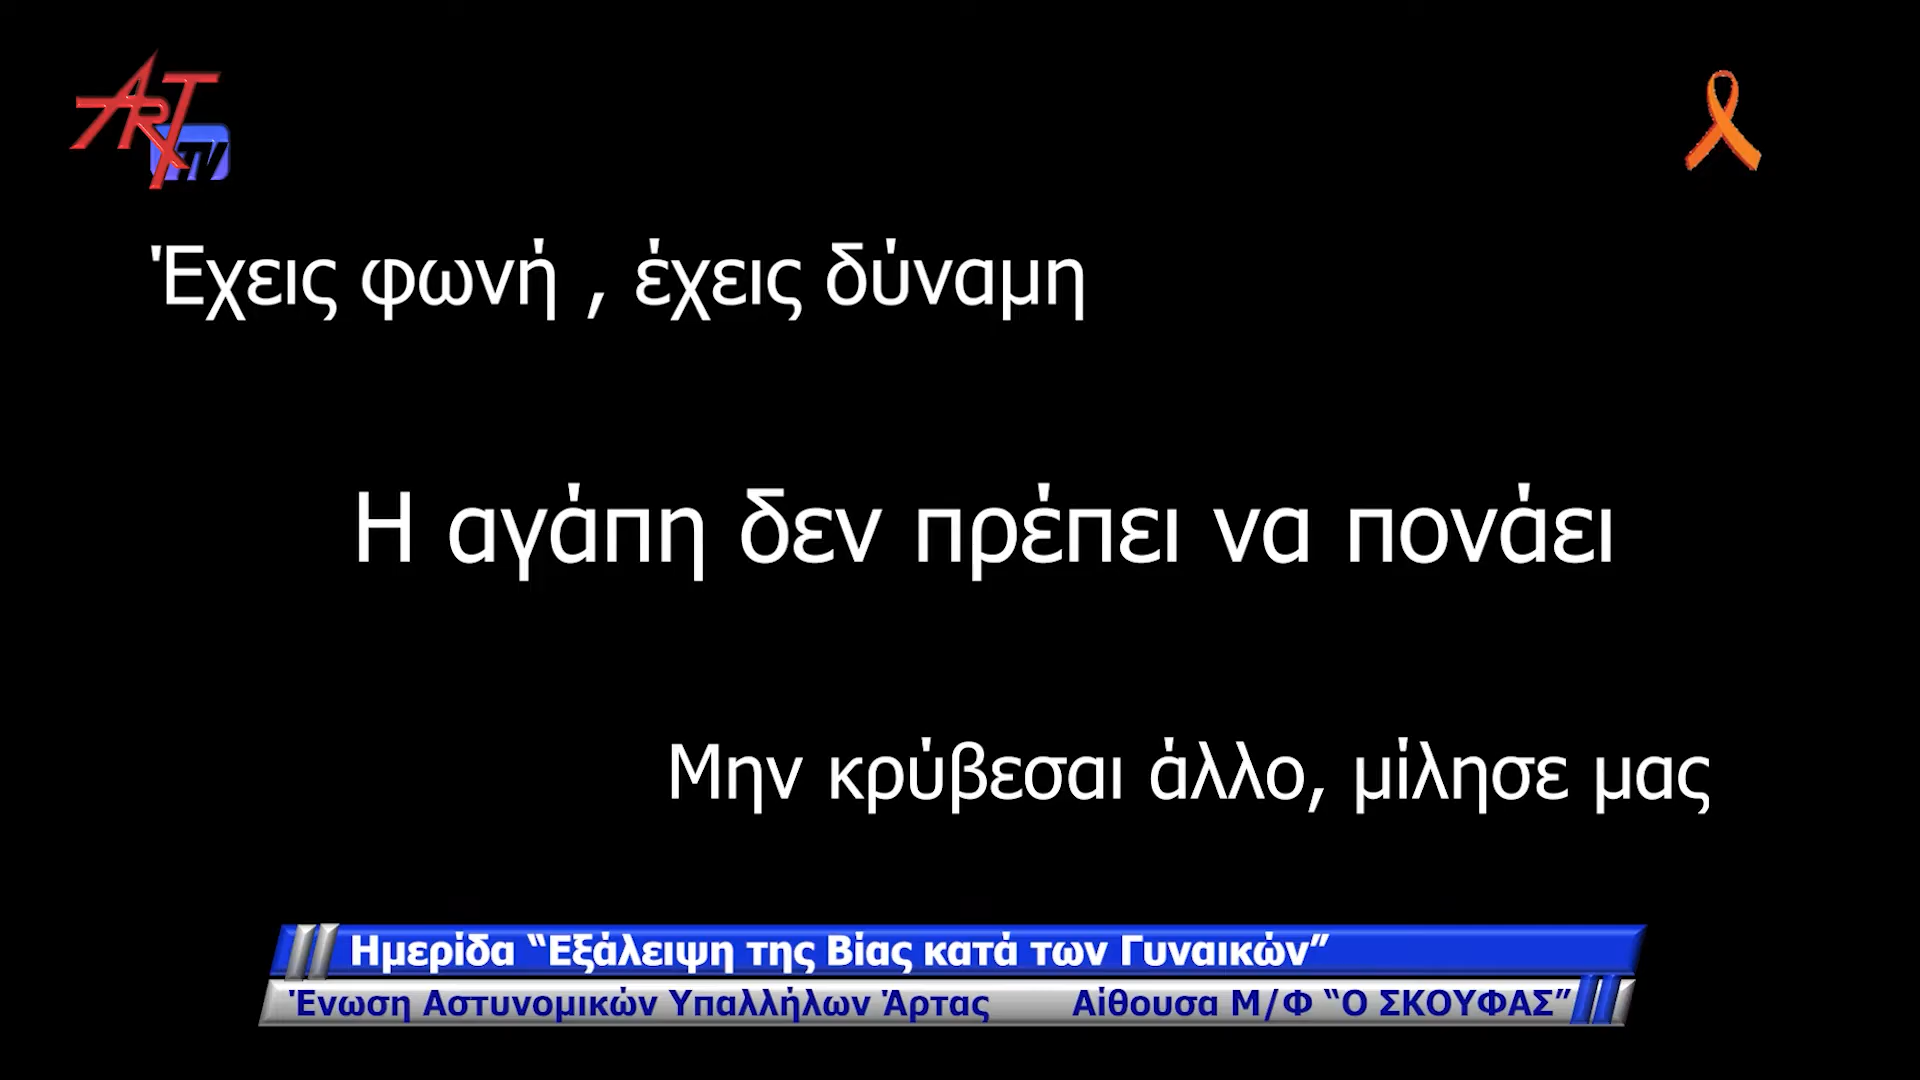 ART TV
Έχεις φωνή , έχεις δύναμη
Η αγάπη δεν πρέπει να πονάει
Μην κρύβεσαι άλλο, μίλησε μας
Ημερίδα “Εξάλειψη της Βίας κατά των Γυναικών”
Ένωση Αστυνομικών Υπαλλήλων Άρτας Αίθουσα Μ/Φ “Ο ΣΚΟΥΦΑΣ”